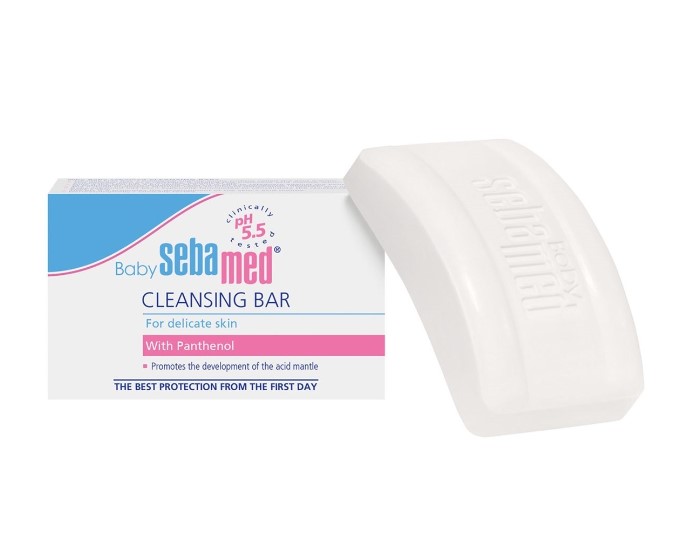 clinically
pH
5.5
tested
Baby sebamed®
CLEANSING BAR
For delicate skin
With Panthenol
Promotes the development of the acid mantle
THE BEST PROTECTION FROM THE FIRST DAY
Baby
sebamed